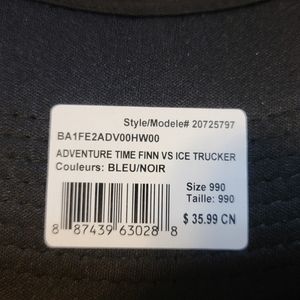 Style/Modele# 20725797
BA1FE2ADV00HW00
ADVENTURE TIME FINN VS ICE TRUCKER
Couleurs: BLEU/NOIR
Size 990
Taille: 990
$ 35.99 CN
8 87439 63028 8